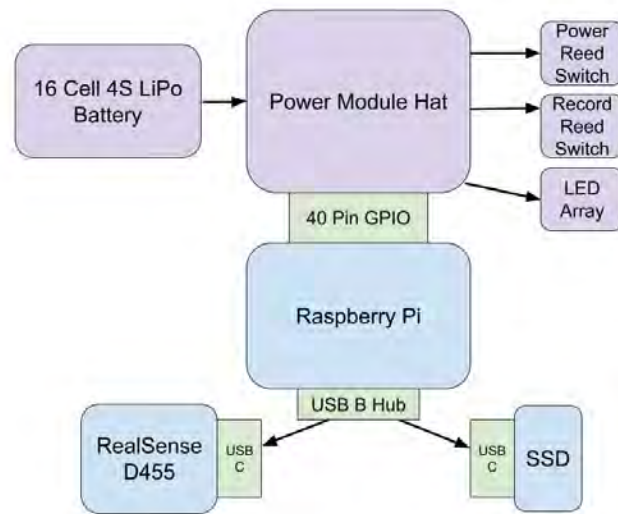 16 Cell 4S LiPo
Battery
Power Module Hat
Power
Reed
Switch
Record
Reed
Switch
LED
Array
40 Pin GPIO
Raspberry Pi
USB B Hub
RealSense
D455
USB
C
USB
C
SSD